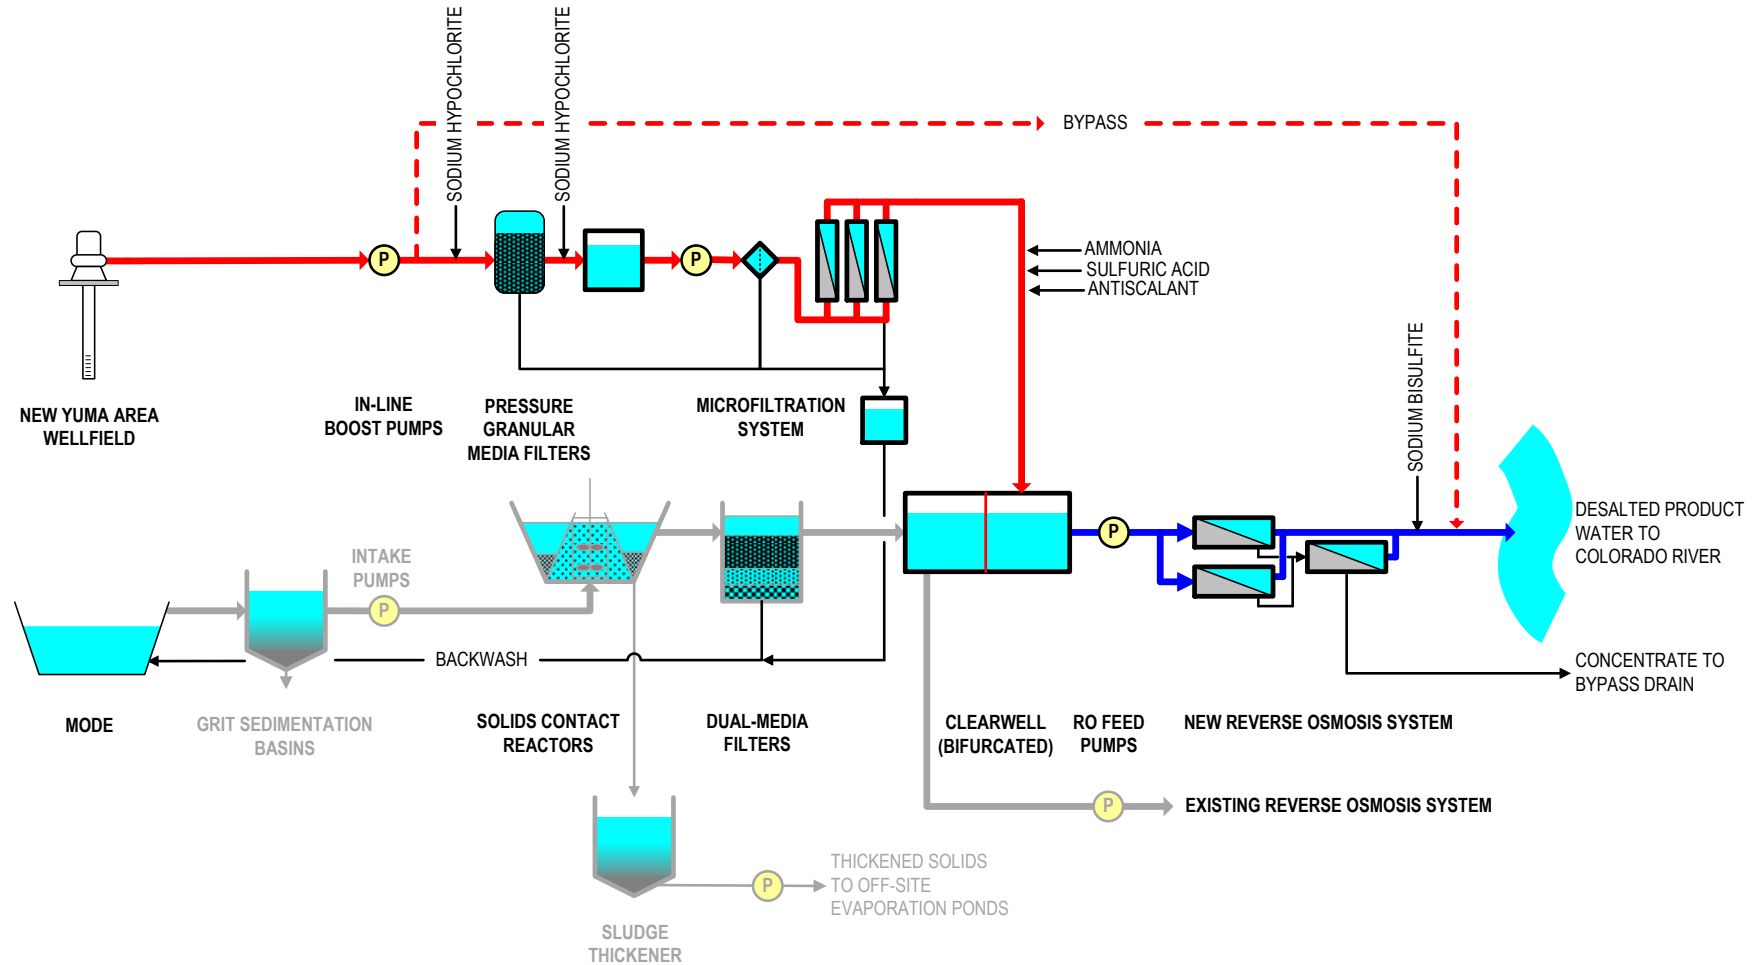 SODIUM HYPOCHLORITE
SODIUM HYPOCHLORITE
BYPASS
P
P
AMMONIA
SULFURIC ACID
ANTISCALANT
NEW YUMA AREA
WELLFIELD
IN-LINE
BOOST PUMPS
PRESSURE
GRANULAR
MEDIA FILTERS
MICROFILTRATION
SYSTEM
SODIUM BISULFITE
DESALTED PRODUCT
WATER TO
COLORADO RIVER
P
INTAKE
PUMPS
P
BACKWASH
CONCENTRATE TO
BYPASS DRAIN
MODE
GRIT SEDIMENTATION
BASINS
SOLIDS CONTACT
REACTORS
DUAL-MEDIA
FILTERS
CLEARWELL
(BIFURCATED)
RO FEED
PUMPS
NEW REVERSE OSMOSIS SYSTEM
P
EXISTING REVERSE OSMOSIS SYSTEM
P
THICKENED SOLIDS
TO OFF-SITE
EVAPORATION PONDS
SLUDGE
THICKENER